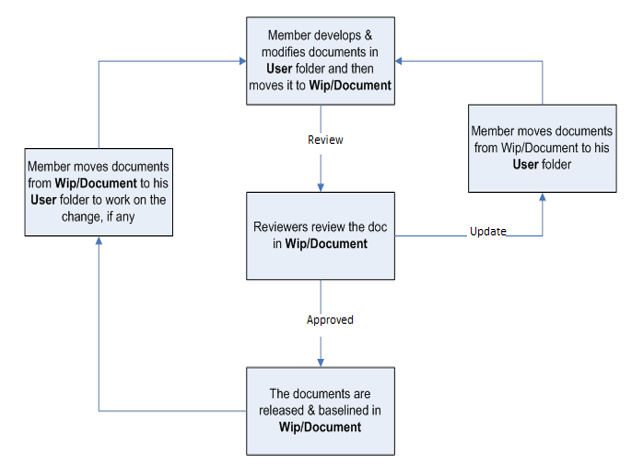 Member develops &
modifies documents in
User folder and then
moves it to Wip/Document
Review
Member moves documents
from Wip/Document to his
User folder
Member moves documents
from Wip/Document to his
User folder to work on the
change, if any
Reviewers review the doc
in Wip/Document
Update
Approved
The documents are
released & baselined in
Wip/Document